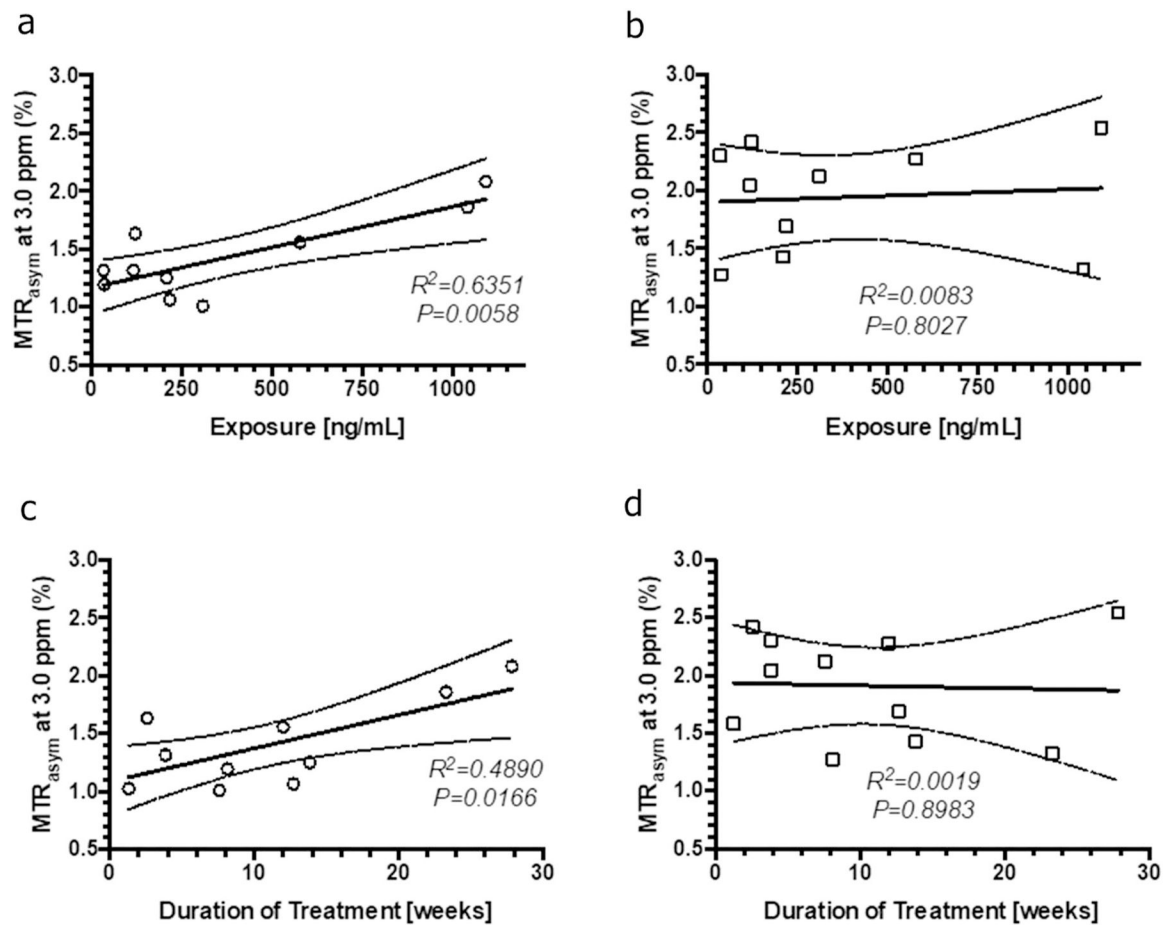 a
3.0
2.5
2.0
1.5
1.0
0.5
MTRasym at 3.0 ppm (%)
R²=0.6351
P=0.0058
0 250 500 750 1000
Exposure [ng/mL]
b
3.0
2.5
2.0
1.5
1.0
0.5
MTRasym at 3.0 ppm (%)
R²=0.0083
P=0.8027
0 250 500 750 1000
Exposure [ng/mL]
c
3.0
2.5
2.0
1.5
1.0
0.5
MTRasym at 3.0 ppm (%)
R²=0.4890
P=0.0166
0 10 20 30
Duration of Treatment [weeks]
d
3.0
2.5
2.0
1.5
1.0
0.5
MTRasym at 3.0 ppm (%)
R²=0.0019
P=0.8983
0 10 20 30
Duration of Treatment [weeks]